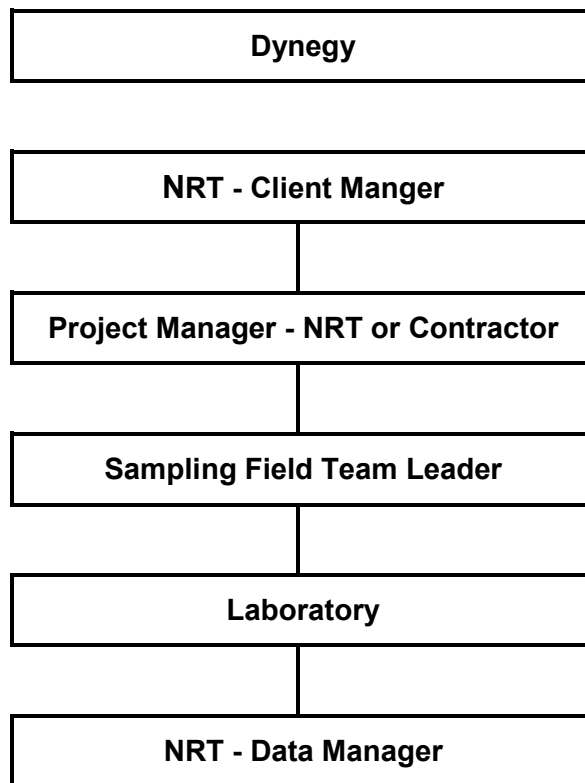 Dynegy
NRT - Client Manger
Project Manager - NRT or Contractor
Sampling Field Team Leader
Laboratory
NRT - Data Manager